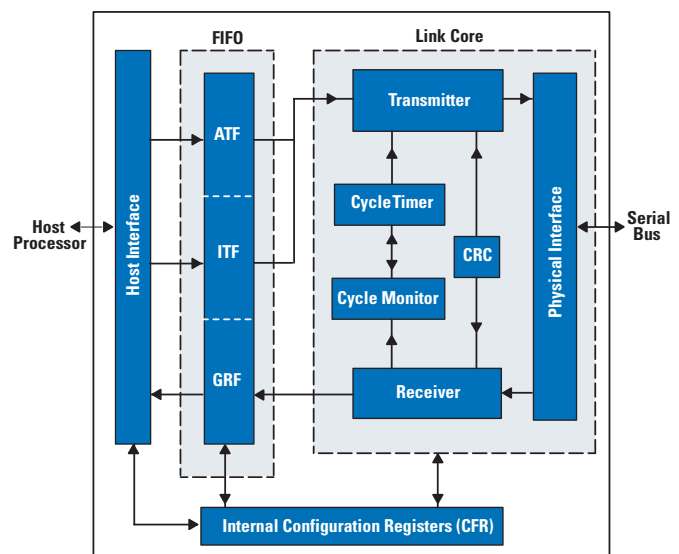 FIFO
Link Core
ATF
Transmitter
Host
Processor
Host Interface
Cycle Timer
ITF
CRC
Physical Interface
Serial
Bus
Cycle Monitor
GRF
Receiver
Internal Configuration Registers (CFR)